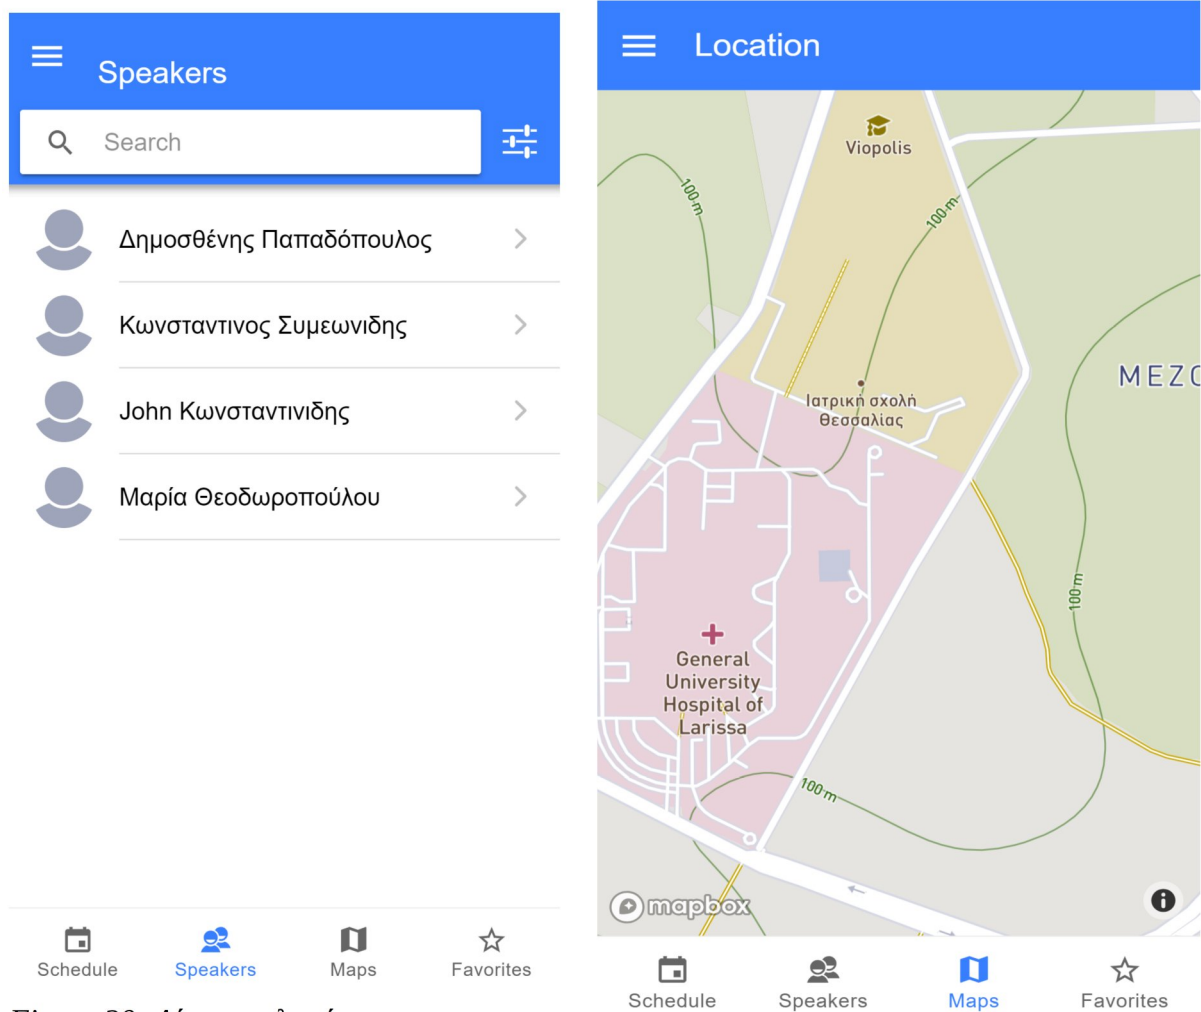 Speakers
Search
Δημοσθένης Παπαδόπουλος
Κωνσταντινος Συμεωνιδης
John Κωνσταντινιδης
Μαρία Θεοδωροπούλου
Schedule
Speakers
Maps
Favorites
Location
Viopolis
100 m
100 m
ΜΕΖΟ
Ιατρική σχολή
Θεσσαλίας
100 m
General
University
Hospital of
Larissa
100 m
mapbox
Schedule
Speakers
Maps
Favorites